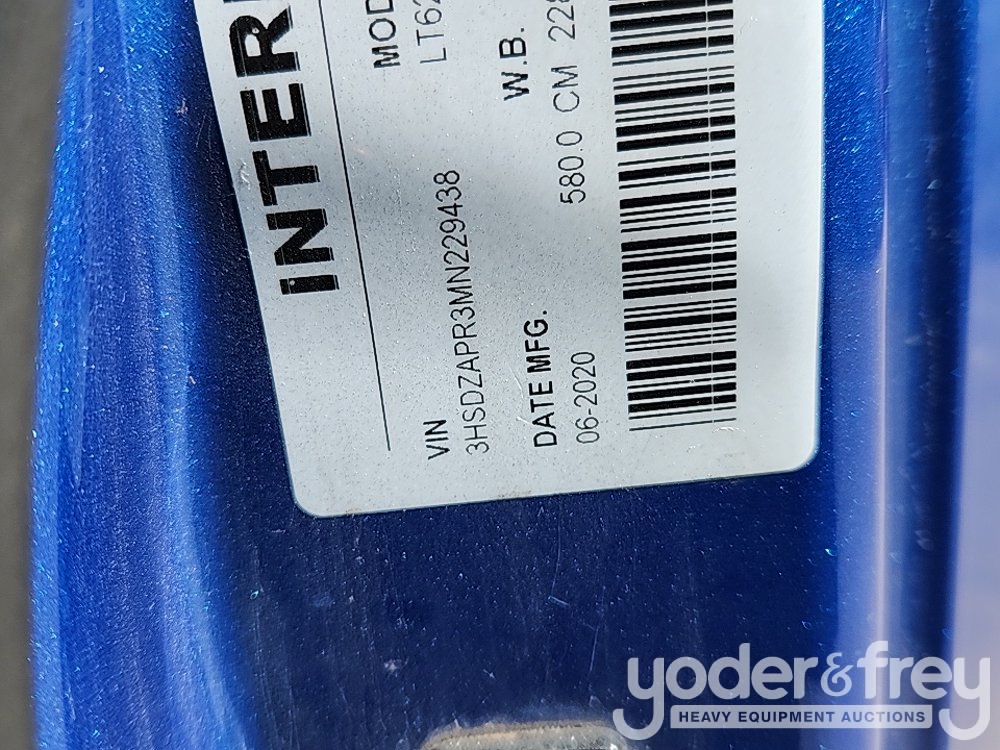 INTER
MOD
LT62
VIN
3HSDZAPR3MN229438
W.B.
DATE MFG.
06-2020
580.0 CM 228
yoder&frey
HEAVY EQUIPMENT AUCTIONS